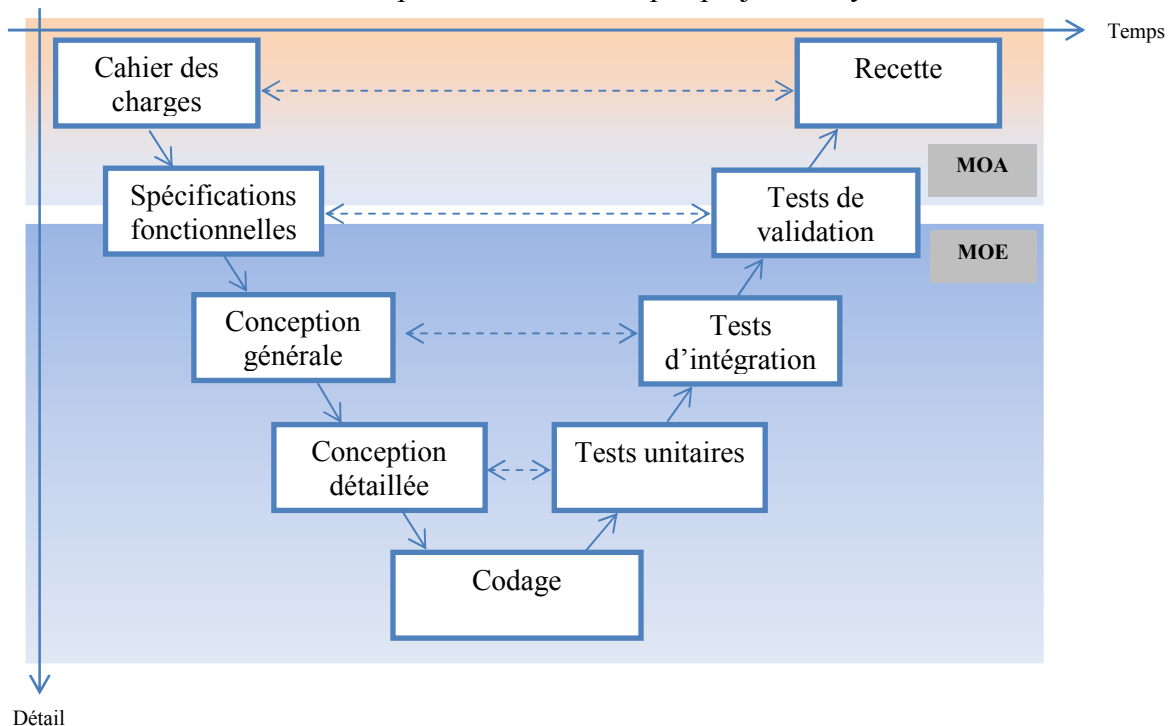 Temps
Cahier des
charges
Recette
MOA
Spécifications
fonctionnelles
Tests de
validation
MOE
Conception
générale
Tests
d’intégration
Conception
détaillée
Tests unitaires
Codage
Détail